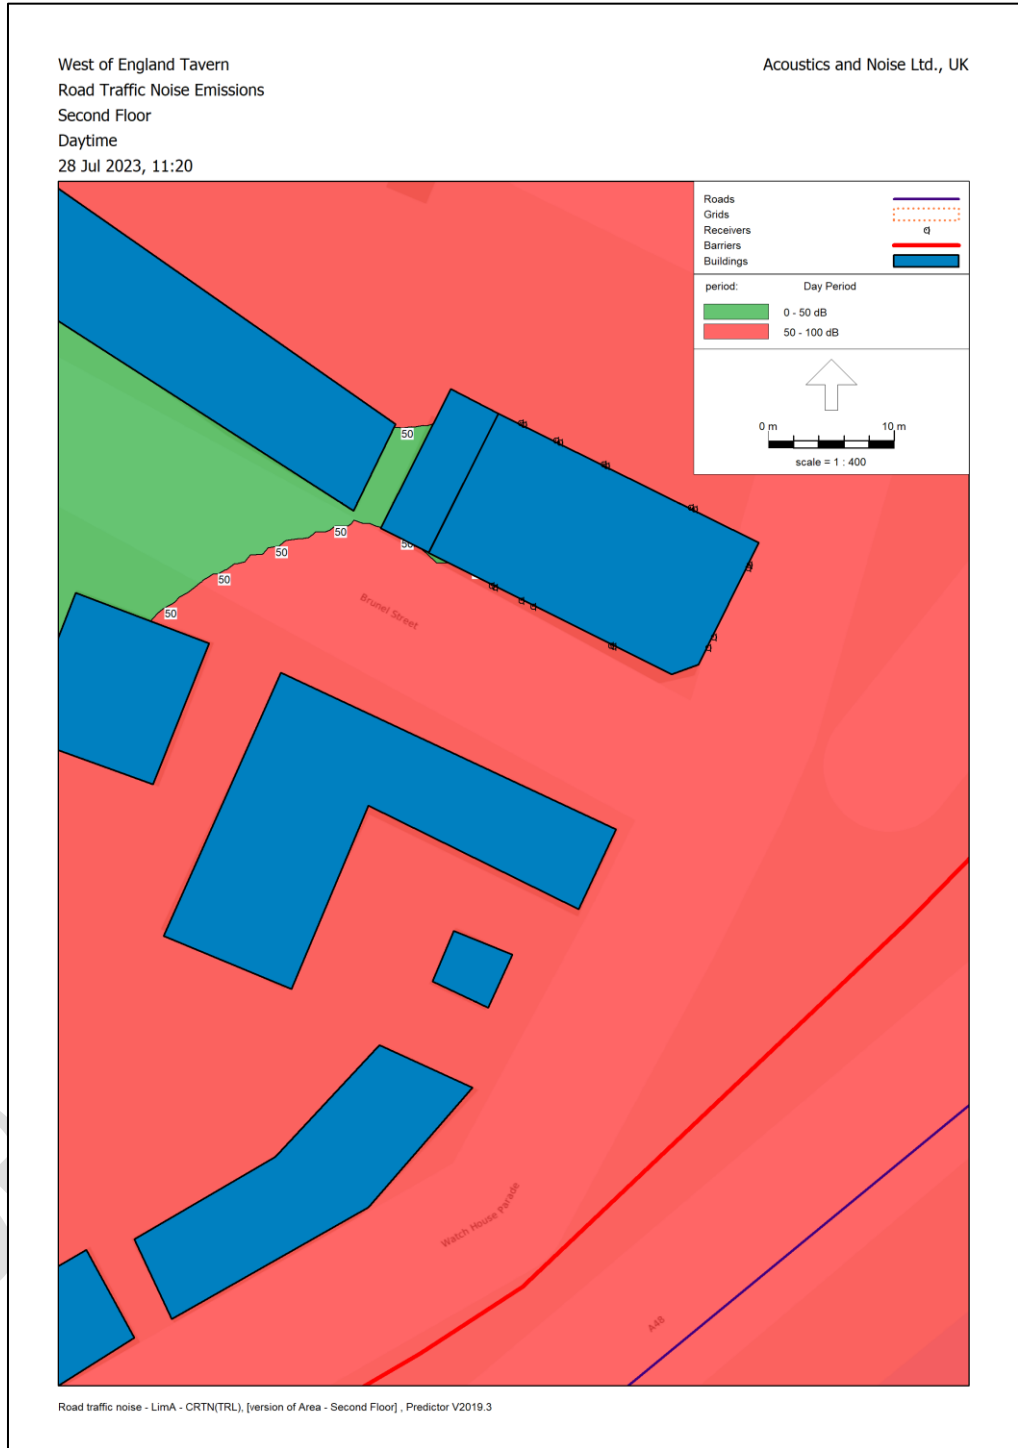 West of England Tavern
Acoustics and Noise Ltd., UK
Road Traffic Noise Emissions
Second Floor
Daytime
28 Jul 2023, 11:20
Roads
Grids
Receivers
Barriers
Buildings
period: Day Period
0 - 50 dB
50 - 100 dB
0 m 10 m
scale = 1 : 400
50
50
50
50
50
50
50
Brunel Street
Watch House Parade
A48
Road traffic noise - LimA - CRTN(TRL), [version of Area - Second Floor] , Predictor V2019.3